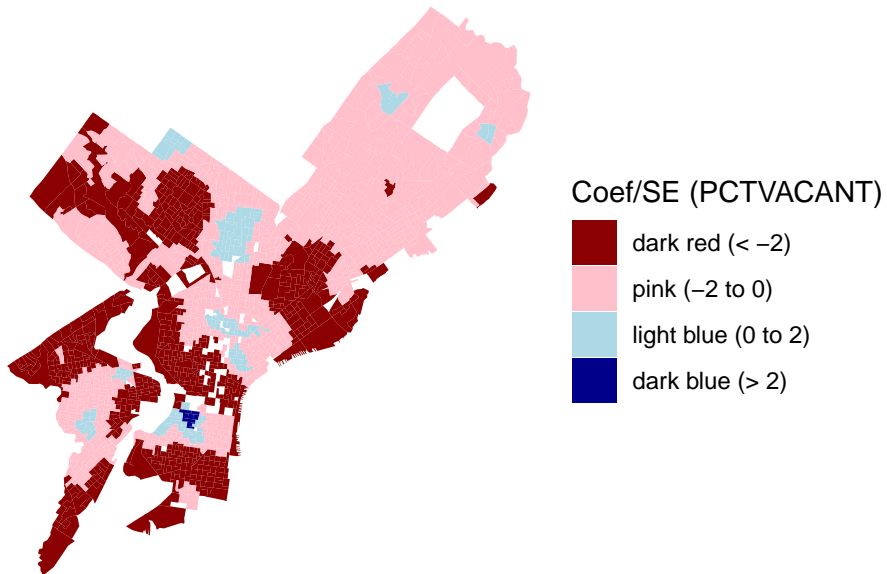 Coef/SE (PCTVACANT)
dark red (< −2)
pink (−2 to 0)
light blue (0 to 2)
dark blue (> 2)